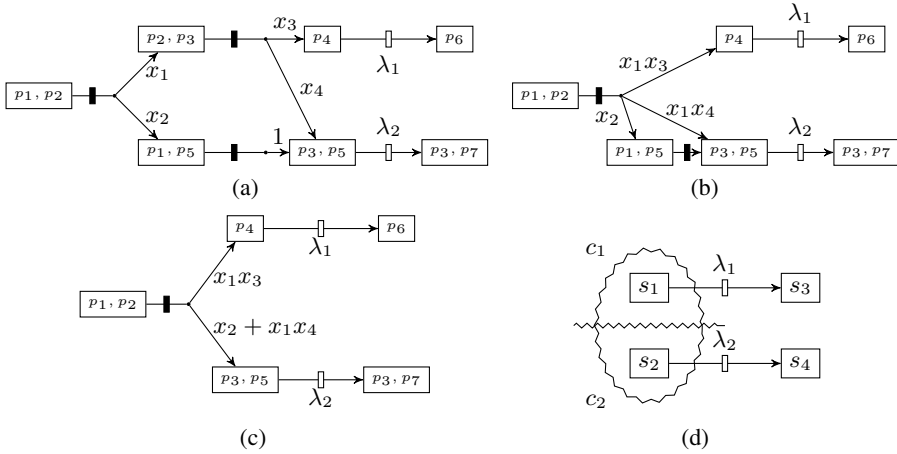 p₂, p₃
x₃
p₄
p₆
λ₁
x₁
x₄
p₁, p₂
x₂
1
λ₂
p₁, p₅
p₃, p₅
p₃, p₇
(a)
λ₁
p₄
p₆
x₁x₃
p₁, p₂
x₂
x₁x₄
λ₂
p₁, p₅
p₃, p₅
p₃, p₇
(b)
p₄
p₆
λ₁
x₁x₃
p₁, p₂
x₂ + x₁x₄
p₃, p₅
p₃, p₇
λ₂
(c)
c₁
λ₁
s₁
s₃
λ₂
s₂
s₄
c₂
(d)